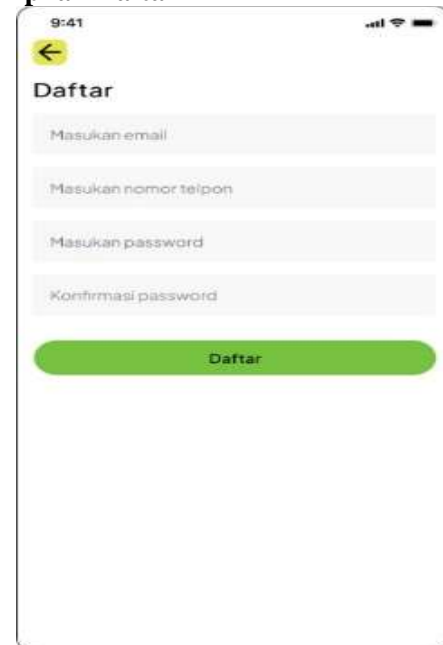 9:41
Daftar
Masukan email
Masukan nomor telpon
Masukan password
Konfirmasi password
Daftar